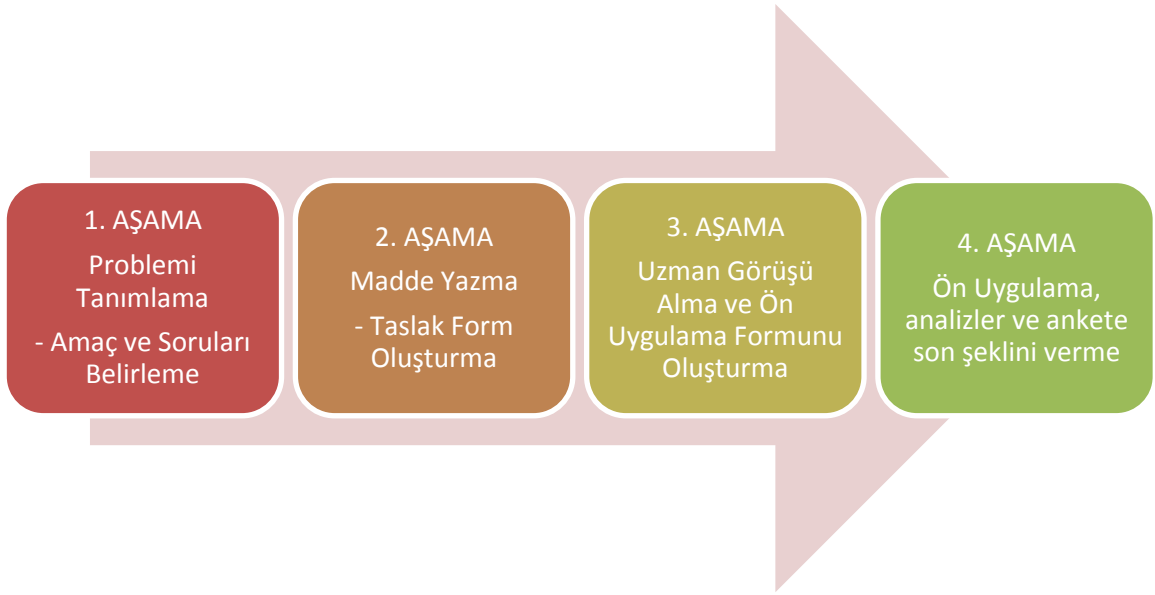 1. AŞAMA
Problemi
Tanımlama
- Amaç ve Soruları
Belirleme
2. AŞAMA
Madde Yazma
- Taslak Form
Oluşturma
3. AŞAMA
Uzman Görüşü
Alma ve Ön
Uygulama Formunu
Oluşturma
4. AŞAMA
Ön Uygulama,
analizler ve ankete
son şeklini verme